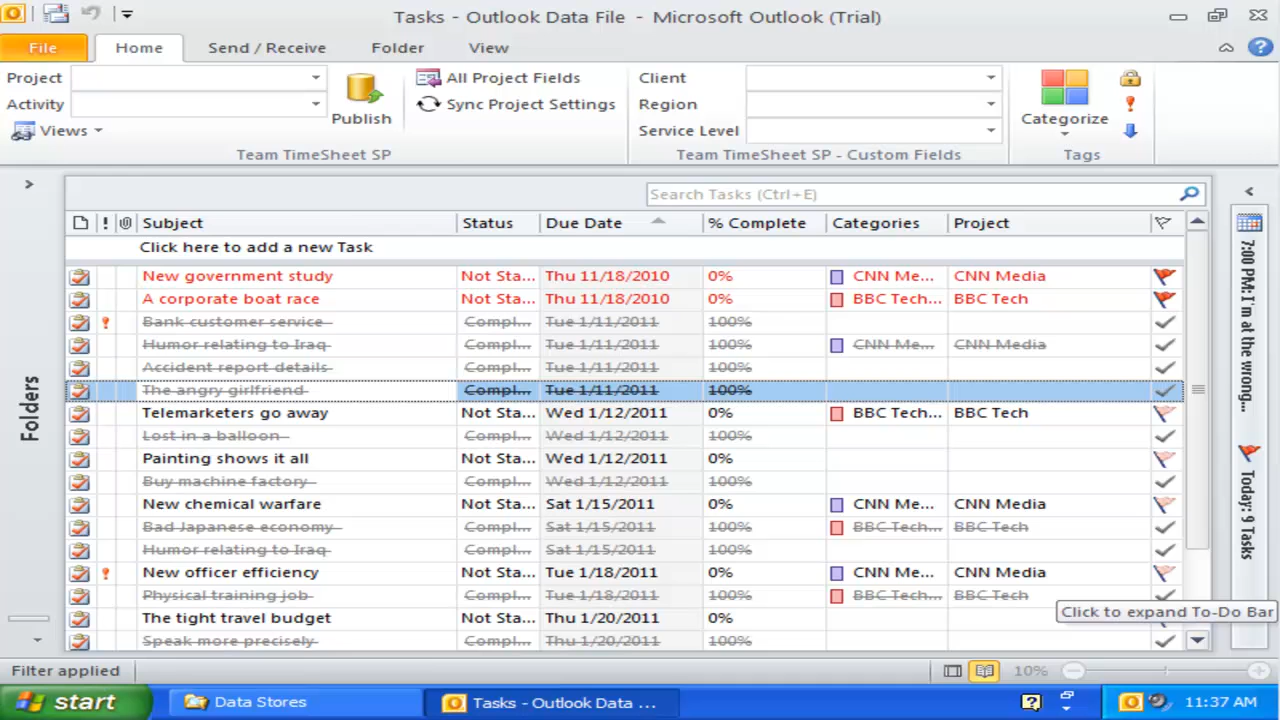 Tasks - Outlook Data File - Microsoft Outlook (Trial)
File Home Send / Receive Folder View
Project
Activity
Views
Publish
All Project Fields
Sync Project Settings
Team TimeSheet SP
Client
Region
Service Level
Team TimeSheet SP - Custom Fields
Categorize
Tags
Folders
Search Tasks (Ctrl+E)
! Subject Status Due Date % Complete Categories Project
Click here to add a new Task
New government study Not Sta... Thu 11/18/2010 0% CNN Me... CNN Media
A corporate boat race Not Sta... Thu 11/18/2010 0% BBC Tech... BBC Tech
! Bank customer service Compl... Tue 1/11/2011 100%
Humor relating to Iraq Compl... Tue 1/11/2011 100% CNN Me... CNN Media
Accident report details Compl... Tue 1/11/2011 100%
The angry girlfriend Compl... Tue 1/11/2011 100%
Telemarketers go away Not Sta... Wed 1/12/2011 0% BBC Tech... BBC Tech
Lost in a balloon Compl... Wed 1/12/2011 100%
Painting shows it all Not Sta... Wed 1/12/2011 0%
Buy machine factory Compl... Wed 1/12/2011 100%
New chemical warfare Not Sta... Sat 1/15/2011 0% CNN Me... CNN Media
Bad Japanese economy Compl... Sat 1/15/2011 100% BBC Tech... BBC Tech
Humor relating to Iraq Compl... Sat 1/15/2011 100%
! New officer efficiency Not Sta... Tue 1/18/2011 0% CNN Me... CNN Media
Physical training job Compl... Tue 1/18/2011 100% BBC Tech... BBC Tech
The tight travel budget Not Sta... Thu 1/20/2011 0%
Speak more precisely Compl... Thu 1/20/2011 100%
7:00 PM: I'm at the wrong...
Today: 9 Tasks
Click to expand To-Do Bar
Filter applied 10%
start Data Stores Tasks - Outlook Data ... 11:37 AM